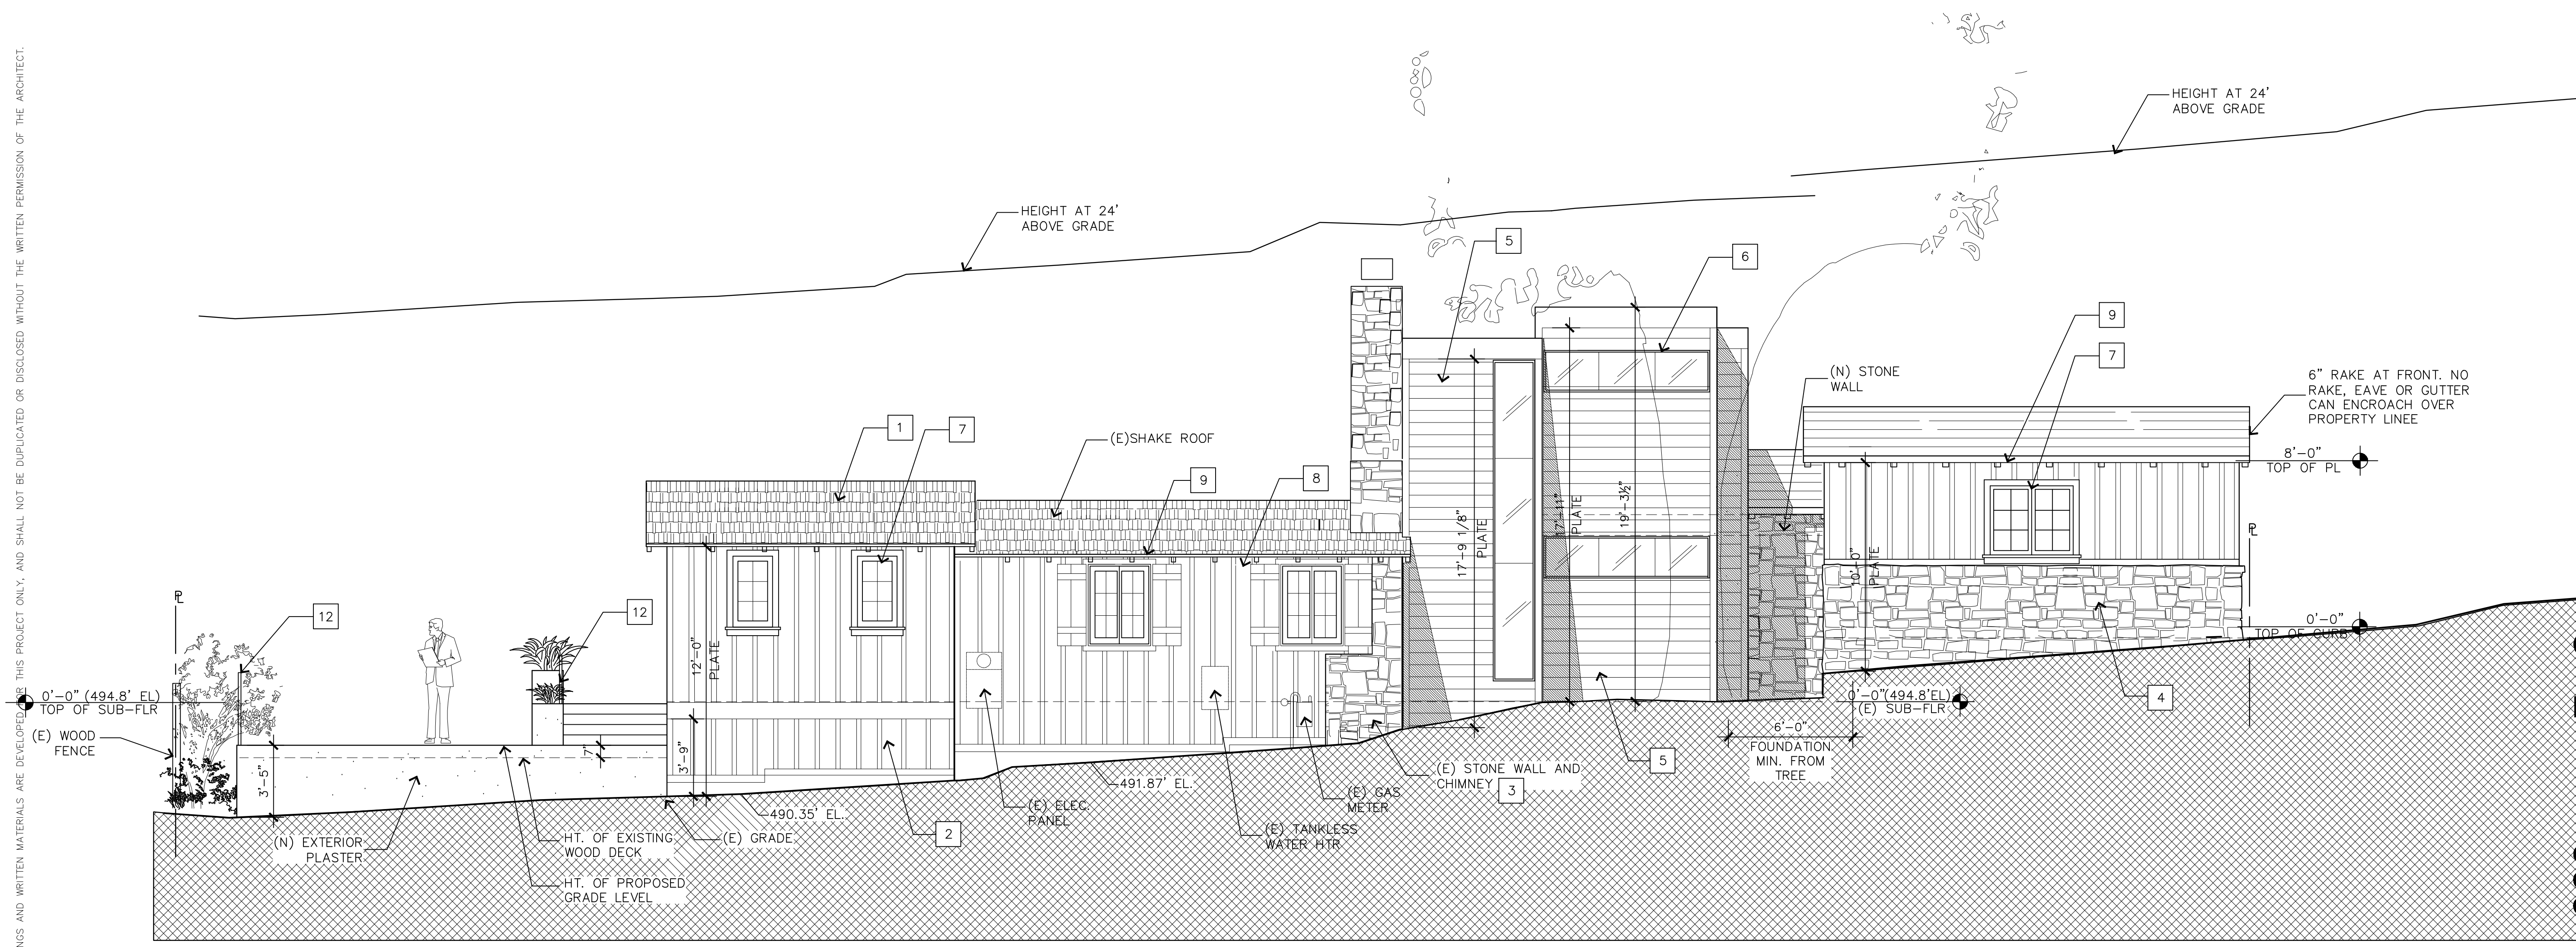 NGS AND WRITTEN MATERIALS ARE DEVELOPED FOR THIS PROJECT ONLY, AND SHALL NOT BE DUPLICATED OR DISCLOSED WITHOUT THE WRITTEN PERMISSION OF THE ARCHITECT.
HEIGHT AT 24'
ABOVE GRADE
HEIGHT AT 24'
ABOVE GRADE
5
6
9
7
(N) STONE
WALL
6" RAKE AT FRONT. NO
RAKE, EAVE OR GUTTER
CAN ENCROACH OVER
PROPERTY LINEE
1
7
(E)SHAKE ROOF
9
8
8'-0"
TOP OF PL
17'-9 1/8"
PLATE
17'-11"
PLATE
19'-3½"
10'-0"
PLATE
PL
PL
12
12
12'-0"
PLATE
0'-0"
TOP OF CURB
0'-0" (494.8' EL)
TOP OF SUB-FLR
0'-0"(494.8'EL)
(E) SUB-FLR
4
(E) WOOD
FENCE
3'-5"
7"
3'-9"
6'-0"
FOUNDATION
MIN. FROM
TREE
5
(E) STONE WALL AND
CHIMNEY
3
491.87' EL.
(E) GAS
METER
(E) ELEC.
PANEL
490.35' EL.
(E) TANKLESS
WATER HTR
2
(E) GRADE
(N) EXTERIOR
PLASTER
HT. OF EXISTING
WOOD DECK
HT. OF PROPOSED
GRADE LEVEL